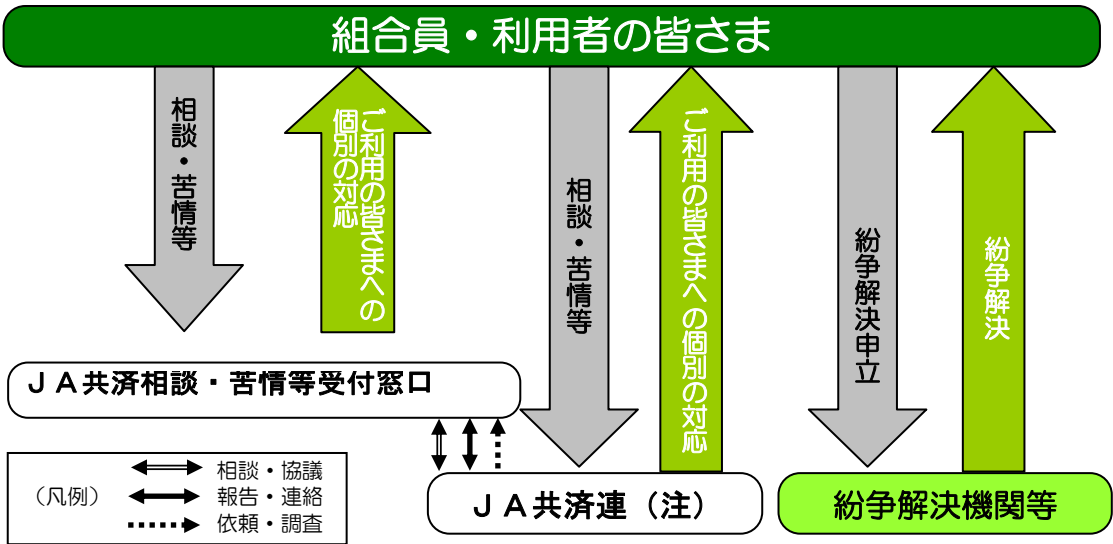 組合員・利用者の皆さま
相談・苦情等
ご利用の皆さまへの
個別の対応
相談・苦情等
ご利用の皆さまへの個別の対応
紛争解決申立
紛争解決
ＪＡ共済相談・苦情等受付窓口
（凡例）
相談・協議
報告・連絡
依頼・調査
ＪＡ共済連（注）
紛争解決機関等